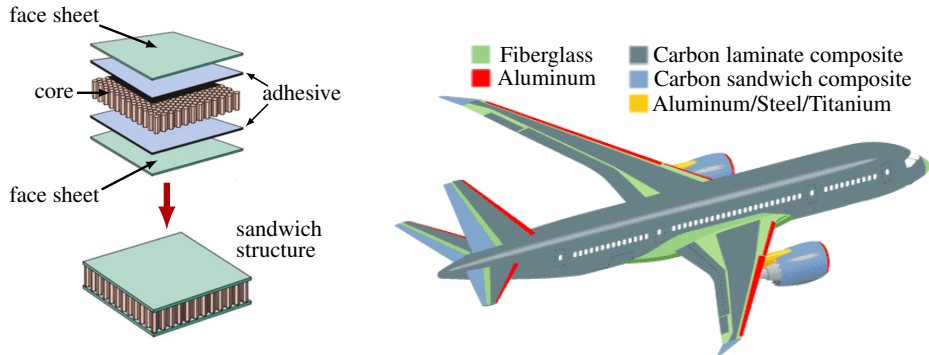 face sheet
core
adhesive
face sheet
sandwich
structure
Fiberglass
Aluminum
Carbon laminate composite
Carbon sandwich composite
Aluminum/Steel/Titanium